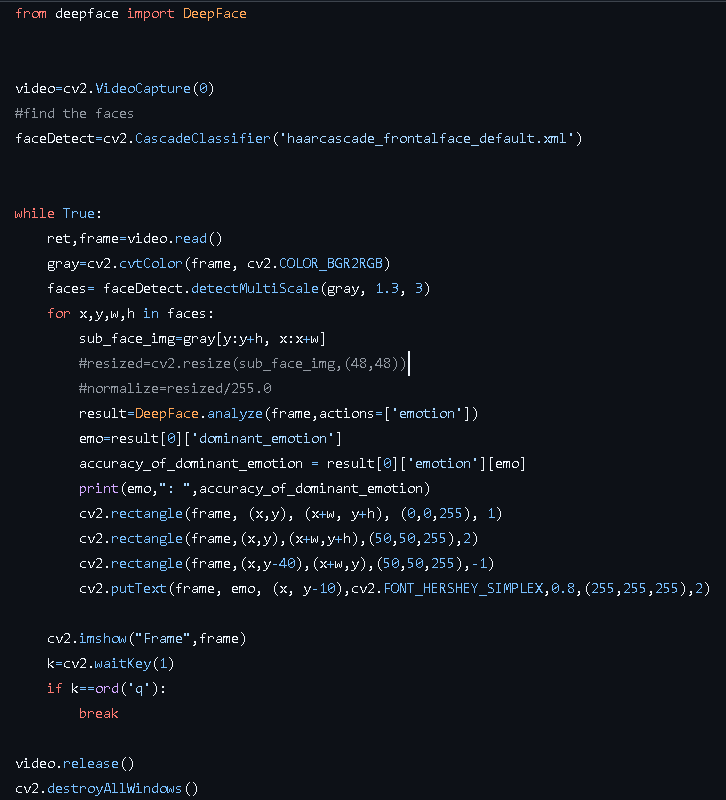 from deepface import DeepFace
video=cv2.VideoCapture(0)
#find the faces
faceDetect=cv2.CascadeClassifier('haarcascade_frontalface_default.xml')
while True:
    ret,frame=video.read()
    gray=cv2.cvtColor(frame, cv2.COLOR_BGR2RGB)
    faces= faceDetect.detectMultiScale(gray, 1.3, 3)
    for x,y,w,h in faces:
        sub_face_img=gray[y:y+h, x:x+w]
        #resized=cv2.resize(sub_face_img,(48,48))
        #normalize=resized/255.0
        result=DeepFace.analyze(frame,actions=['emotion'])
        emo=result[0]['dominant_emotion']
        accuracy_of_dominant_emotion = result[0]['emotion'][emo]
        print(emo,": ",accuracy_of_dominant_emotion)
        cv2.rectangle(frame, (x,y), (x+w, y+h), (0,0,255), 1)
        cv2.rectangle(frame,(x,y),(x+w,y+h),(50,50,255),2)
        cv2.rectangle(frame,(x,y-40),(x+w,y),(50,50,255),-1)
        cv2.putText(frame, emo, (x, y-10),cv2.FONT_HERSHEY_SIMPLEX,0.8,(255,255,255),2)
    cv2.imshow("Frame",frame)
    k=cv2.waitKey(1)
    if k==ord('q'):
        break
video.release()
cv2.destroyAllWindows()